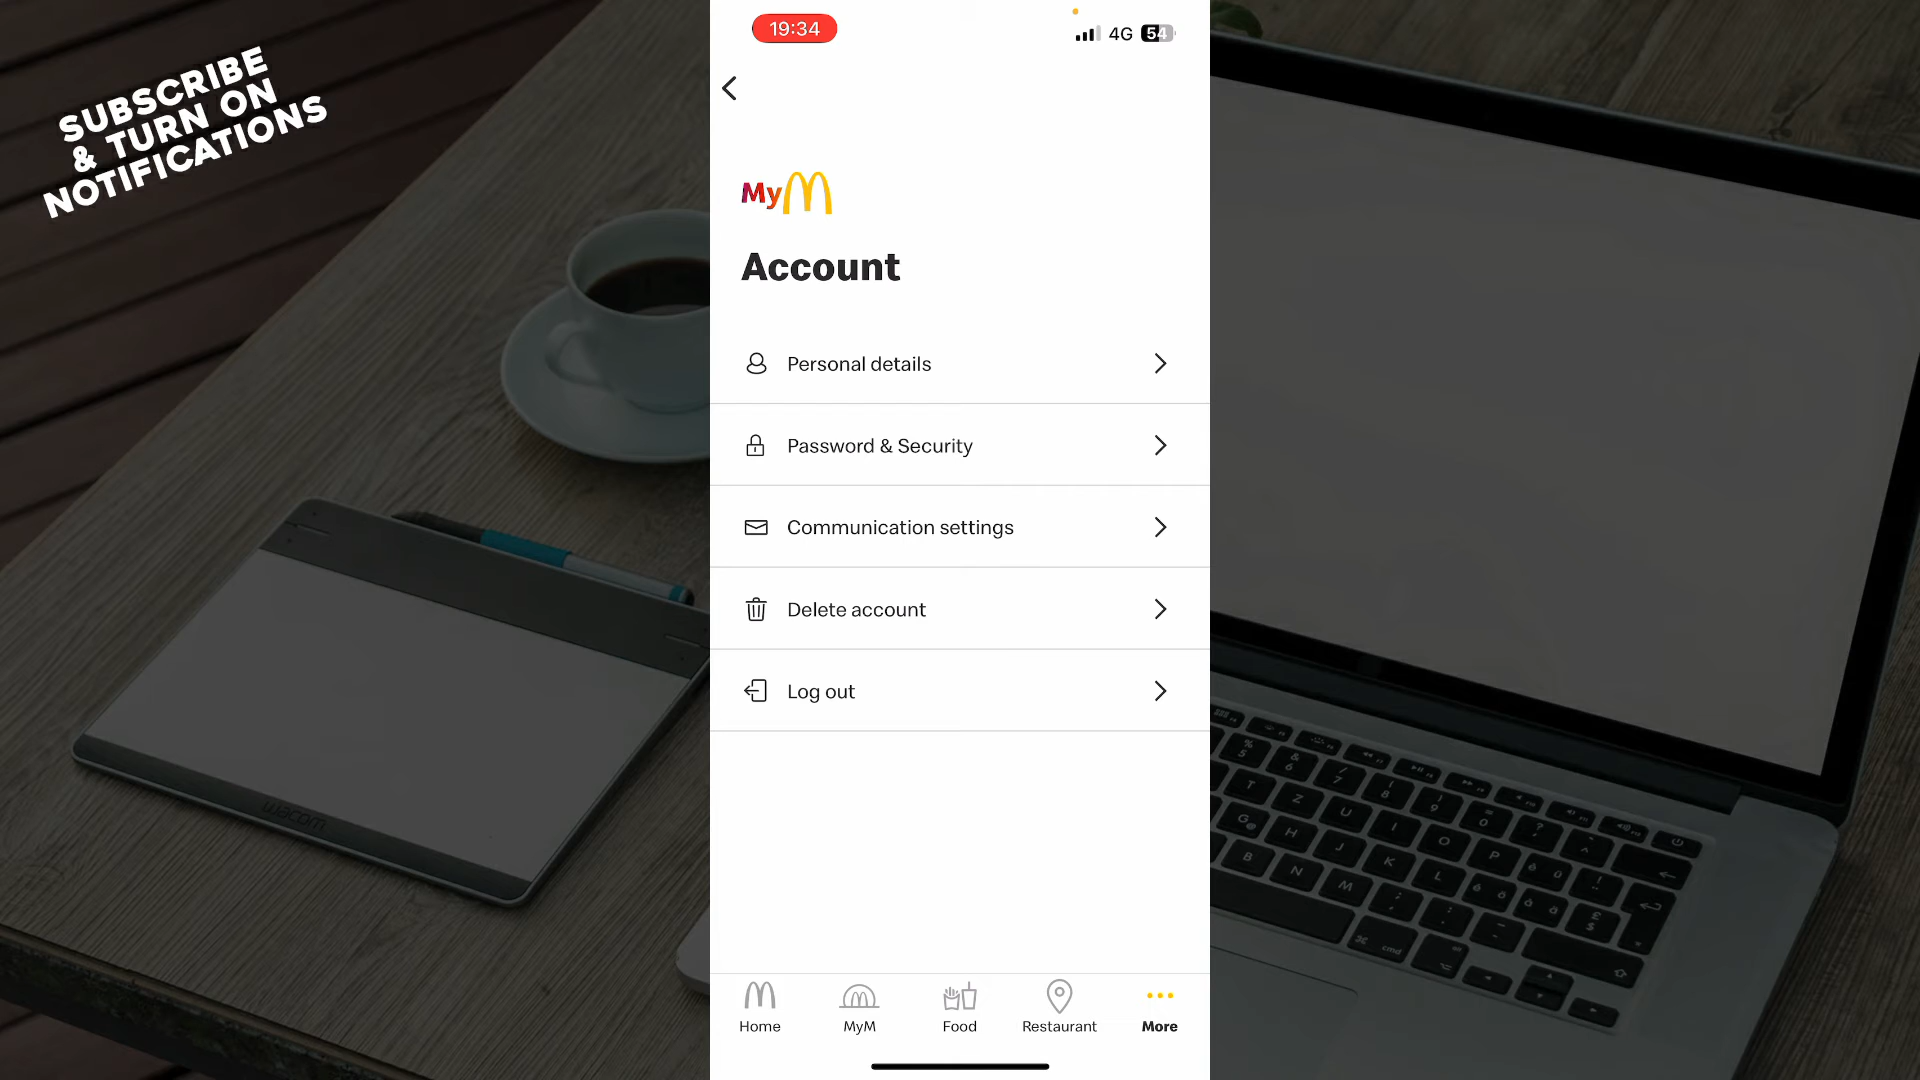 SUBSCRIBE
& TURN ON
NOTIFICATIONS
19:34
4G 54
My
Account
Personal details
Password & Security
Communication settings
Delete account
Log out
Home
MyM
Food
Restaurant
More
wacom